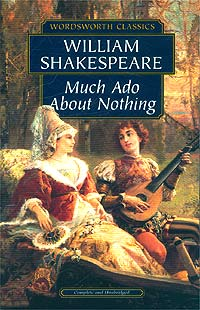 WORDSWORTH CLASSICS
WILLIAM
SHAKESPEARE
Much Ado
About Nothing
Complete and Unabridged